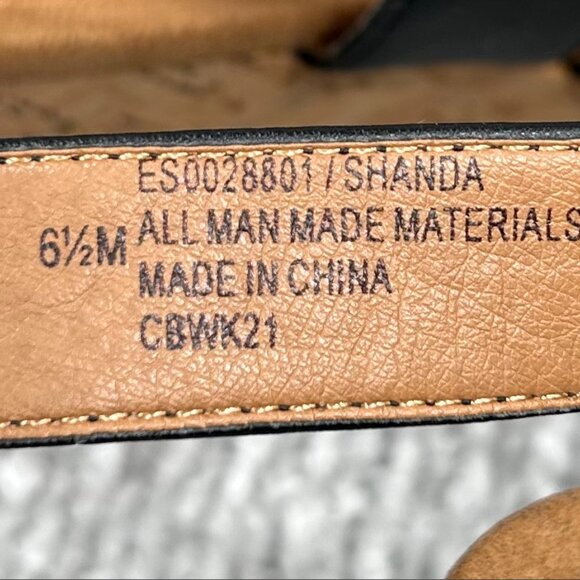 ES0028801 / SHANDA
6½M ALL MAN MADE MATERIALS
MADE IN CHINA
CBWK21